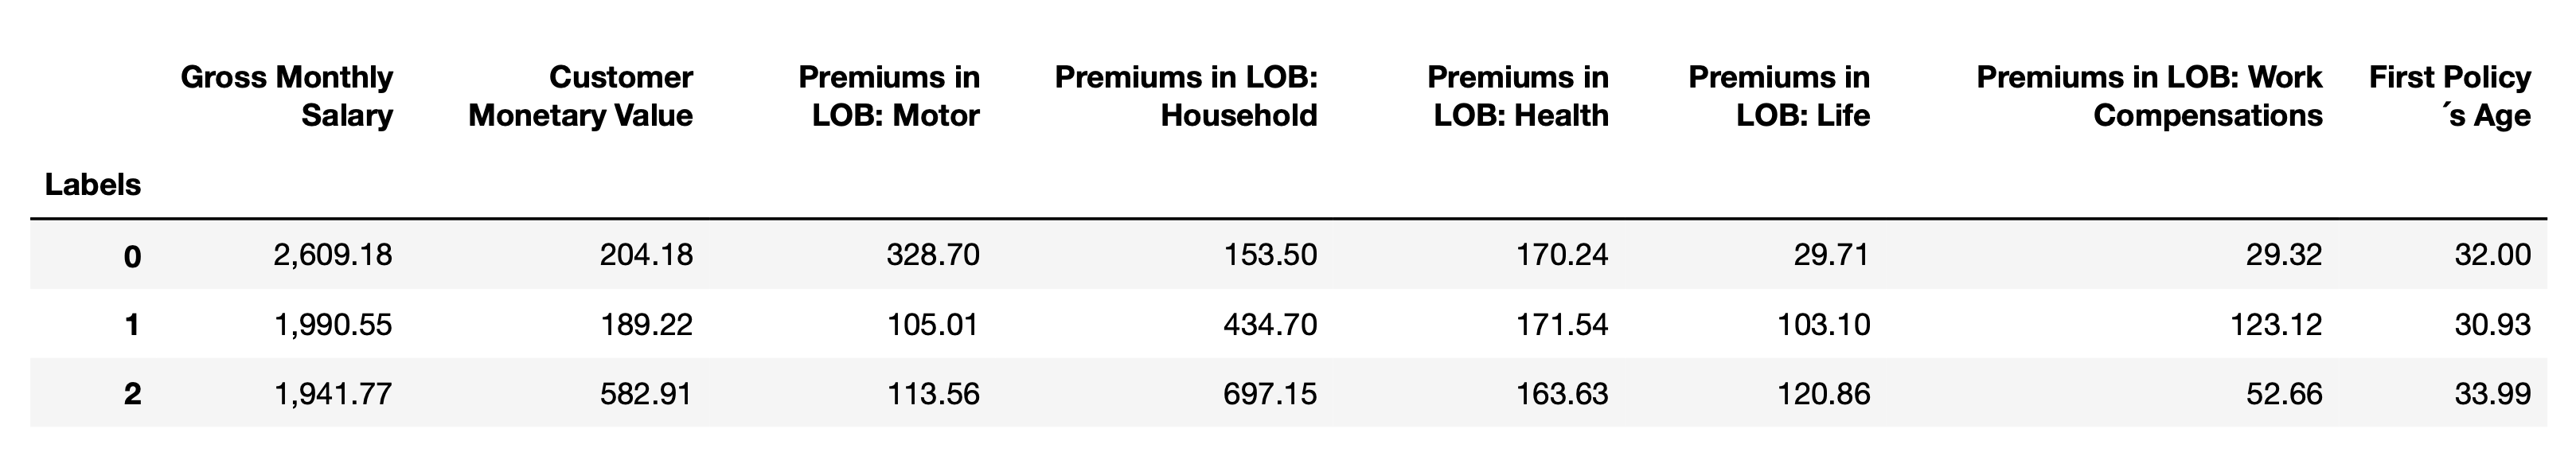 Gross Monthly Salary Customer Monetary Value Premiums in LOB: Motor Premiums in LOB: Household Premiums in LOB: Health Premiums in LOB: Life Premiums in LOB: Work Compensations First Policy ´s Age
Labels
0 2,609.18 204.18 328.70 153.50 170.24 29.71 29.32 32.00
1 1,990.55 189.22 105.01 434.70 171.54 103.10 123.12 30.93
2 1,941.77 582.91 113.56 697.15 163.63 120.86 52.66 33.99